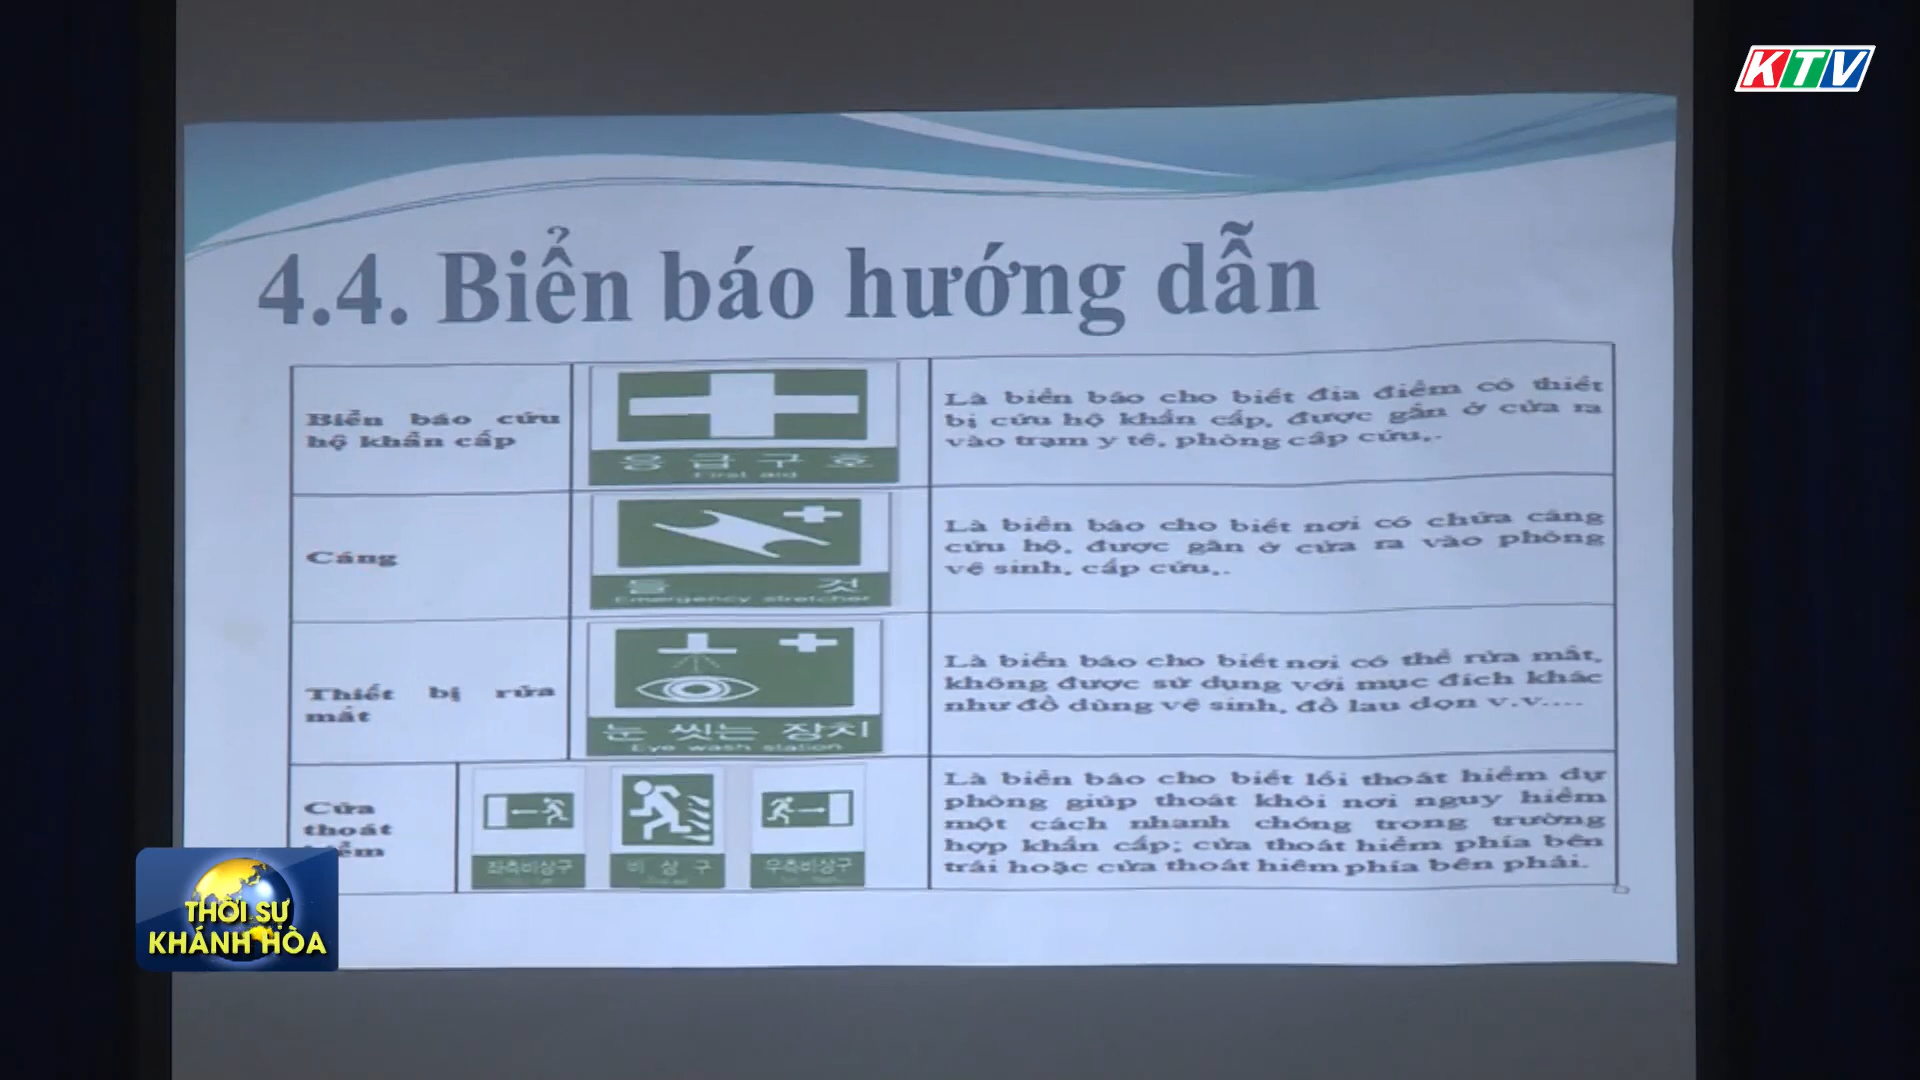 KTV
4.4. Biển báo hướng dẫn
Biển báo cứu
hộ khẩn cấp
응급구호
First aid
Là biển báo cho biết địa điểm có thiết
bị cứu hộ khẩn cấp, được gắn ở cửa ra
vào trạm y tế, phòng cấp cứu,.
Cáng
들 것
Emergency stretcher
Là biển báo cho biết nơi có chứa cáng
cứu hộ, được gắn ở cửa ra vào phòng
vệ sinh, cấp cứu,.
Thiết bị rửa
mắt
눈 씻는 장치
Eye wash station
Là biển báo cho biết nơi có thể rửa mắt,
không được sử dụng với mục đích khác
như đồ dùng vệ sinh, đồ lau dọn v.v....
Cửa
thoát
좌측비상구
비 상 구
우측비상구
Là biển báo cho biết lối thoát hiểm dự
phòng giúp thoát khỏi nơi nguy hiểm
một cách nhanh chóng trong trường
hợp khẩn cấp; cửa thoát hiểm phía bên
trái hoặc cửa thoát hiểm phía bên phải.
THỜI SỰ
KHÁNH HÒA